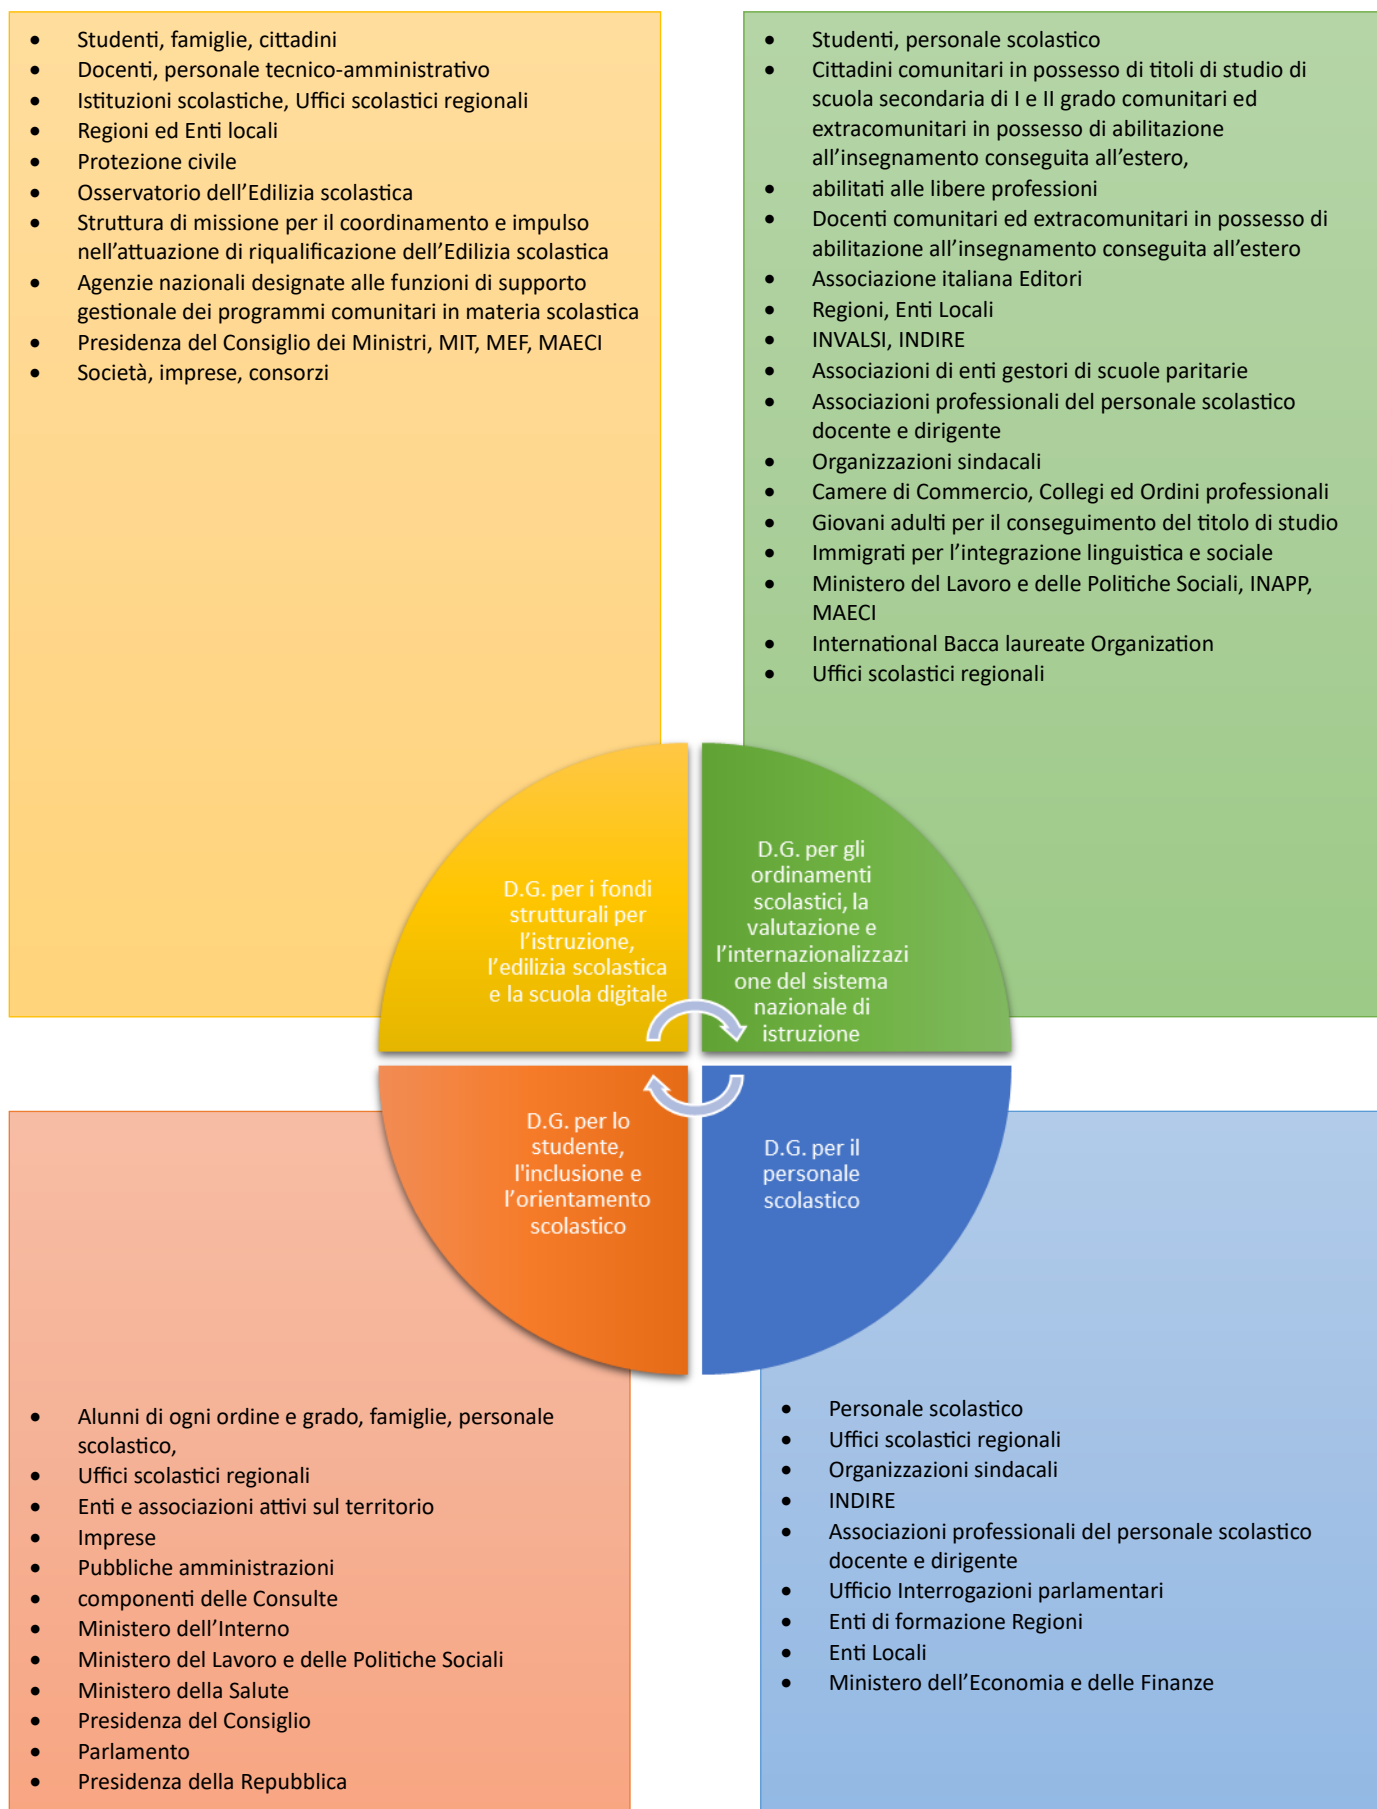 • Studenti, famiglie, cittadini
• Docenti, personale tecnico-amministrativo
• Istituzioni scolastiche, Uffici scolastici regionali
• Regioni ed Enti locali
• Protezione civile
• Osservatorio dell’Edilizia scolastica
• Struttura di missione per il coordinamento e impulso
nell’attuazione di riqualificazione dell’Edilizia scolastica
• Agenzie nazionali designate alle funzioni di supporto
gestionale dei programmi comunitari in materia scolastica
• Presidenza del Consiglio dei Ministri, MIT, MEF, MAECI
• Società, imprese, consorzi
• Studenti, personale scolastico
• Cittadini comunitari in possesso di titoli di studio di
scuola secondaria di I e II grado comunitari ed
extracomunitari in possesso di abilitazione
all’insegnamento conseguita all’estero,
• abilitati alle libere professioni
• Docenti comunitari ed extracomunitari in possesso di
abilitazione all’insegnamento conseguita all’estero
• Associazione italiana Editori
• Regioni, Enti Locali
• INVALSI, INDIRE
• Associazioni di enti gestori di scuole paritarie
• Associazioni professionali del personale scolastico
docente e dirigente
• Organizzazioni sindacali
• Camere di Commercio, Collegi ed Ordini professionali
• Giovani adulti per il conseguimento del titolo di studio
• Immigrati per l’integrazione linguistica e sociale
• Ministero del Lavoro e delle Politiche Sociali, INAPP,
MAECI
• International Bacca laureate Organization
• Uffici scolastici regionali
D.G. per i fondi
strutturali per
l’istruzione,
l’edilizia scolastica
e la scuola digitale
D.G. per gli
ordinamenti
scolastici, la
valutazione e
l’internazionalizzazi
one del sistema
nazionale di
istruzione
D.G. per lo
studente,
l'inclusione e
l’orientamento
scolastico
D.G. per il
personale
scolastico
• Alunni di ogni ordine e grado, famiglie, personale
scolastico,
• Uffici scolastici regionali
• Enti e associazioni attivi sul territorio
• Imprese
• Pubbliche amministrazioni
• componenti delle Consulte
• Ministero dell’Interno
• Ministero del Lavoro e delle Politiche Sociali
• Ministero della Salute
• Presidenza del Consiglio
• Parlamento
• Presidenza della Repubblica
• Personale scolastico
• Uffici scolastici regionali
• Organizzazioni sindacali
• INDIRE
• Associazioni professionali del personale scolastico
docente e dirigente
• Ufficio Interrogazioni parlamentari
• Enti di formazione Regioni
• Enti Locali
• Ministero dell’Economia e delle Finanze